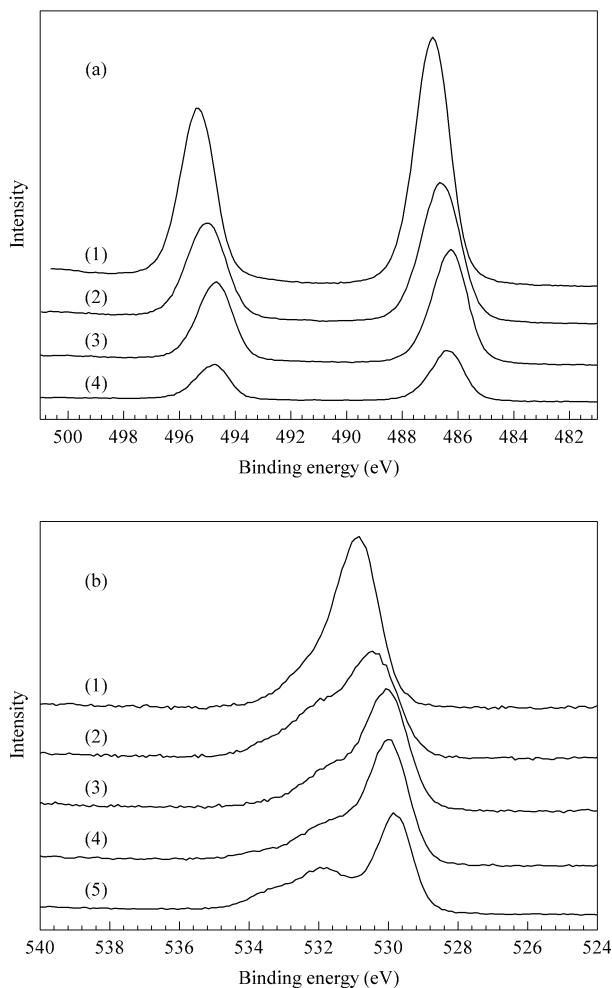 (a)
Intensity
(1)
(2)
(3)
(4)
500 498 496 494 492 490 488 486 484 482
Binding energy (eV)
(b)
Intensity
(1)
(2)
(3)
(4)
(5)
540 538 536 534 532 530 528 526 524
Binding energy (eV)